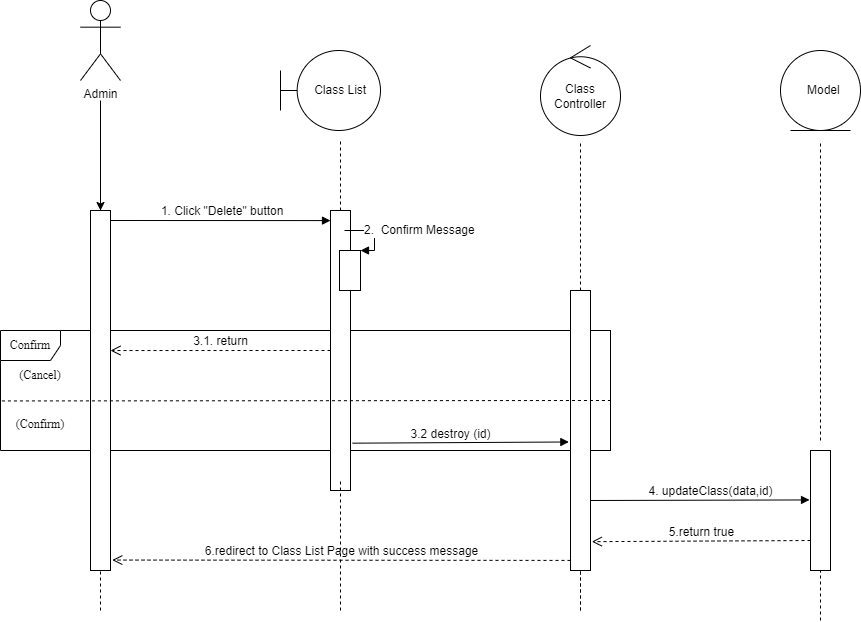 Admin
Class List
Class
Controller
Model
1. Click "Delete" button
2. Confirm Message
Confirm
3.1. return
(Cancel)
(Confirm)
3.2 destroy (id)
4. updateClass(data,id)
5.return true
6.redirect to Class List Page with success message